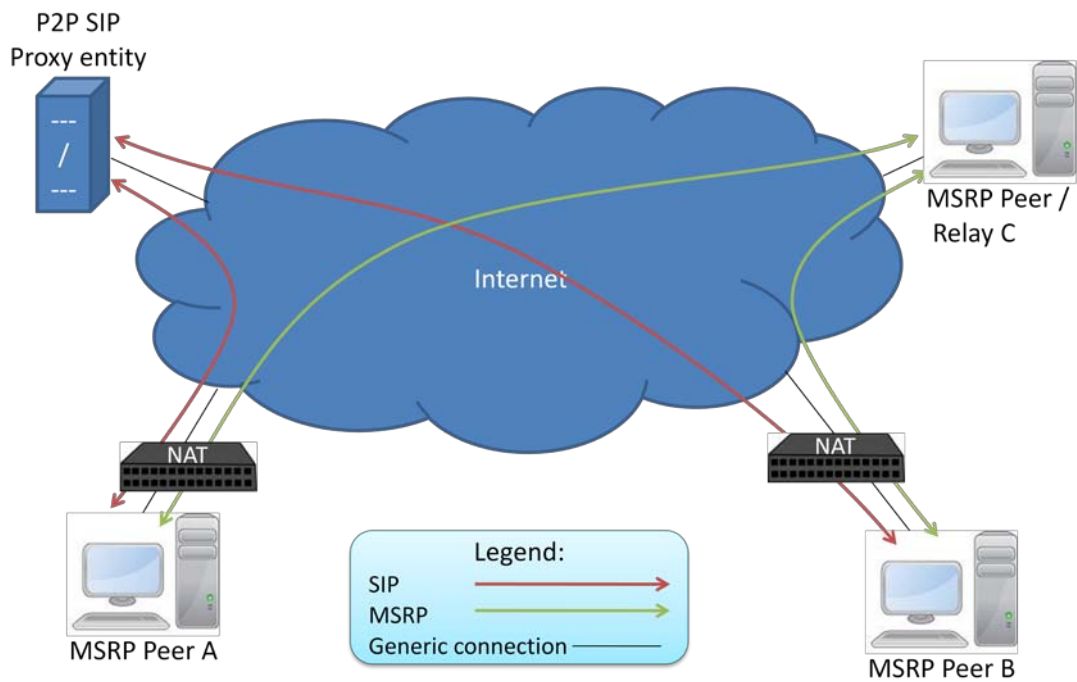 P2P SIP
Proxy entity
---
/
---
MSRP Peer /
Relay C
Internet
NAT
NAT
MSRP Peer A
Legend:
SIP
MSRP
Generic connection
MSRP Peer B